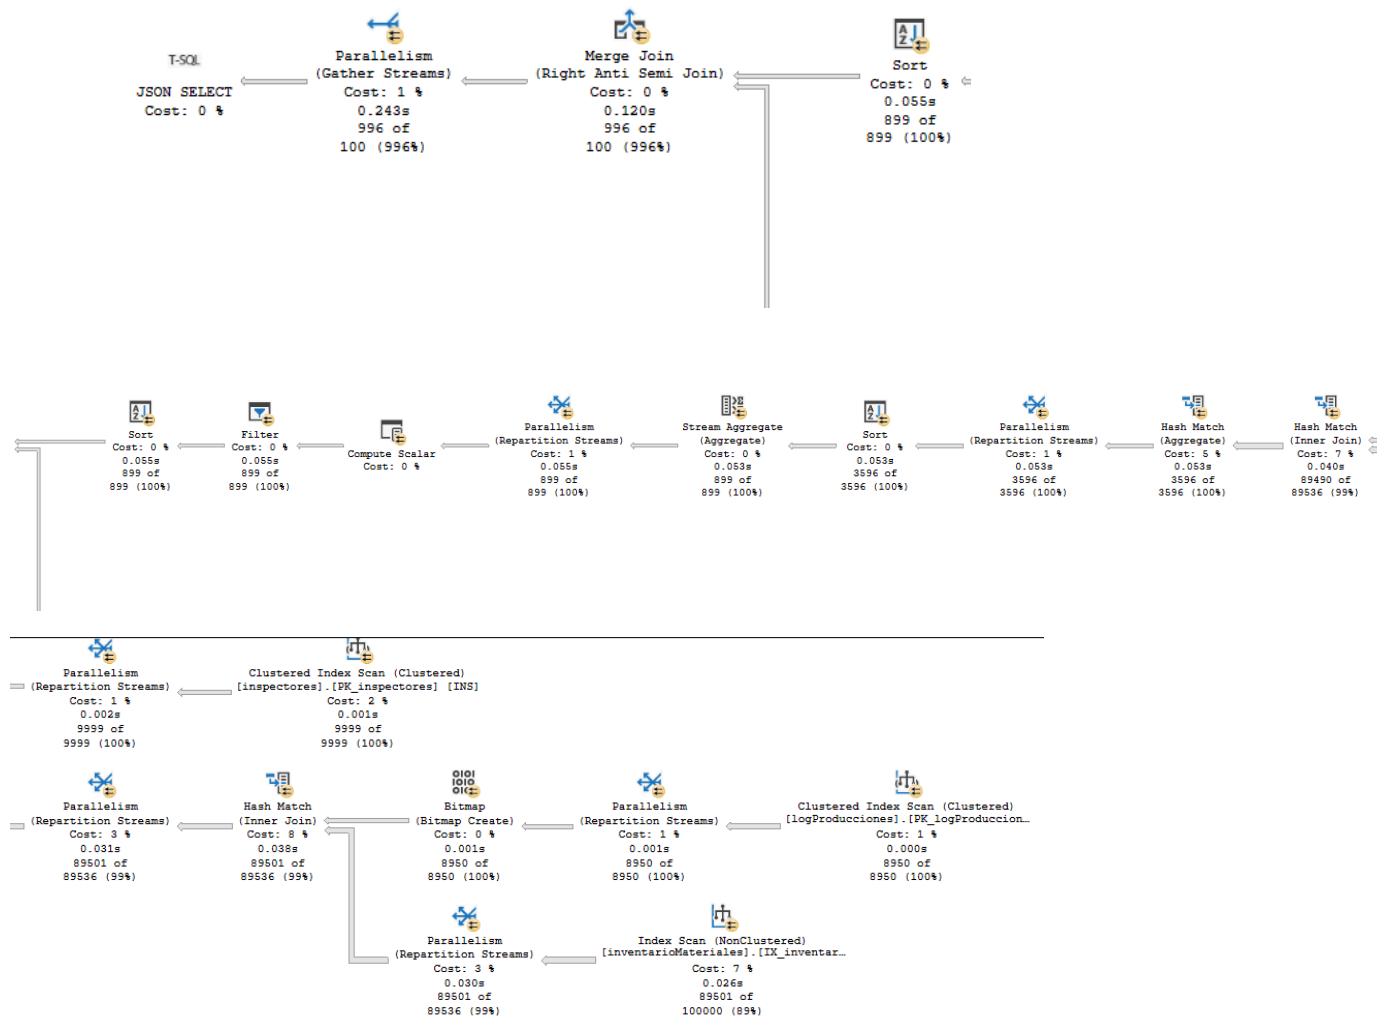 T-SQL
JSON SELECT
Cost: 0 %
Parallelism
(Gather Streams)
Cost: 1 %
0.243s
996 of
100 (996%)
Merge Join
(Right Anti Semi Join)
Cost: 0 %
0.120s
996 of
100 (996%)
Sort
Cost: 0 %
0.055s
899 of
899 (100%)
Sort
Cost: 0 %
0.055s
899 of
899 (100%)
Filter
Cost: 0 %
0.055s
899 of
899 (100%)
Compute Scalar
Cost: 0 %
Parallelism
(Repartition Streams)
Cost: 1 %
0.055s
899 of
899 (100%)
Stream Aggregate
(Aggregate)
Cost: 0 %
0.053s
899 of
899 (100%)
Sort
Cost: 0 %
0.053s
3596 of
3596 (100%)
Parallelism
(Repartition Streams)
Cost: 1 %
0.053s
3596 of
3596 (100%)
Hash Match
(Aggregate)
Cost: 5 %
0.053s
3596 of
3596 (100%)
Hash Match
(Inner Join)
Cost: 7 %
0.040s
89490 of
89536 (99%)
Parallelism
(Repartition Streams)
Cost: 1 %
0.002s
9999 of
9999 (100%)
Clustered Index Scan (Clustered)
[inspectores].[PK_inspectores] [INS]
Cost: 2 %
0.001s
9999 of
9999 (100%)
Parallelism
(Repartition Streams)
Cost: 3 %
0.031s
89501 of
89536 (99%)
Hash Match
(Inner Join)
Cost: 8 %
0.038s
89501 of
89536 (99%)
Bitmap
(Bitmap Create)
Cost: 0 %
0.001s
8950 of
8950 (100%)
Parallelism
(Repartition Streams)
Cost: 1 %
0.001s
8950 of
8950 (100%)
Clustered Index Scan (Clustered)
[logProducciones].[PK_logProduccion…
Cost: 1 %
0.000s
8950 of
8950 (100%)
Parallelism
(Repartition Streams)
Cost: 3 %
0.030s
89501 of
89536 (99%)
Index Scan (NonClustered)
[inventarioMateriales].[IX_inventar…
Cost: 7 %
0.026s
89501 of
100000 (89%)